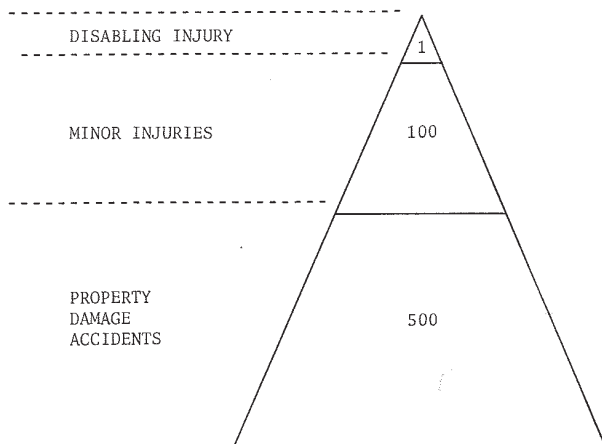 DISABLING INJURY
1
MINOR INJURIES
100
PROPERTY
DAMAGE
ACCIDENTS
500